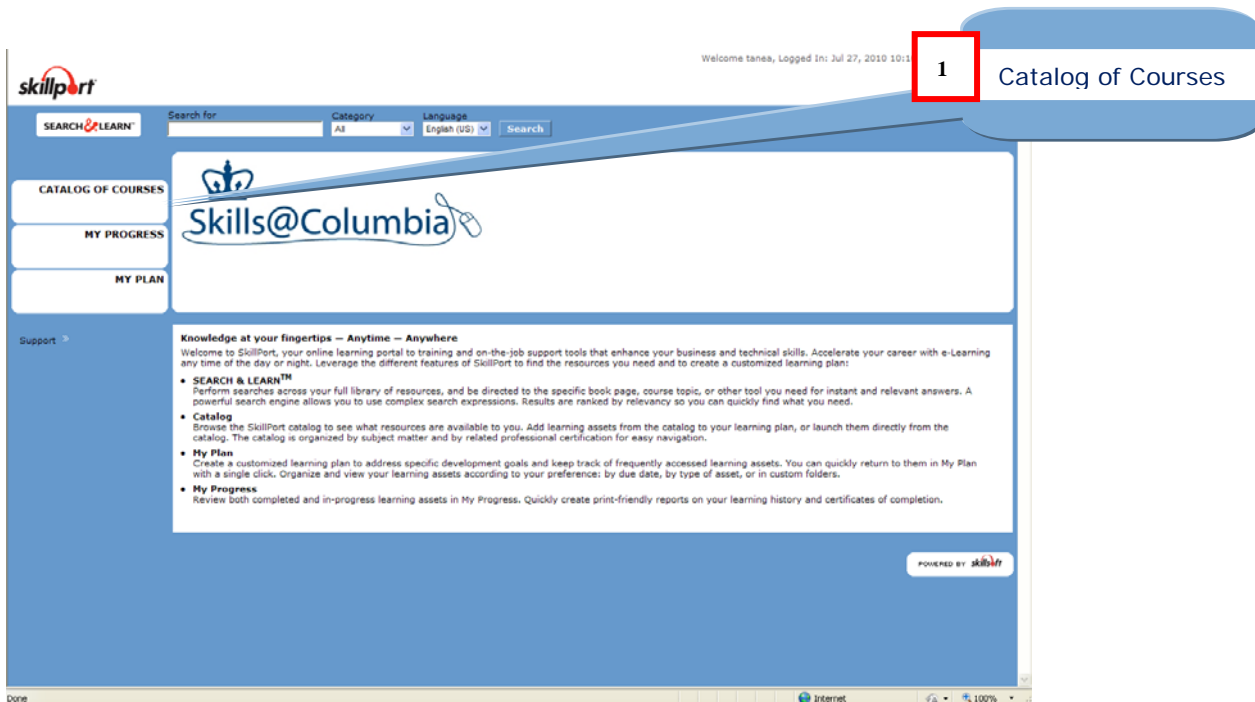 Welcome tanea, Logged In: Jul 27, 2010
1
Catalog of Courses
skillport
SEARCH & LEARN™
Search for
Category
Language
All
English (US)
Search
CATALOG OF COURSES
MY PROGRESS
MY PLAN
Support »
Skills@Columbia
Knowledge at your fingertips — Anytime — Anywhere
Welcome to SkillPort, your online learning portal to training and on-the-job support tools that enhance your business and technical skills. Accelerate your career with e-Learning
any time of the day or night. Leverage the different features of SkillPort to find the resources you need and to create a customized learning plan:
• SEARCH & LEARN™
Perform searches across your full library of resources, and be directed to the specific book page, course topic, or other tool you need for instant and relevant answers. A
powerful search engine allows you to use complex search expressions. Results are ranked by relevancy so you can quickly find what you need.
• Catalog
Browse the SkillPort catalog to see what resources are available to you. Add learning assets from the catalog to your learning plan, or launch them directly from the
catalog. The catalog is organized by subject matter and by related professional certification for easy navigation.
• My Plan
Create a customized learning plan to address specific development goals and keep track of frequently accessed learning assets. You can quickly return to them in My Plan
with a single click. Organize and view your learning assets according to your preference: by due date, by type of asset, or in custom folders.
• My Progress
Review both completed and in-progress learning assets in My Progress. Quickly create print-friendly reports on your learning history and certificates of completion.
POWERED BY skillsoft
Done
Internet
100%